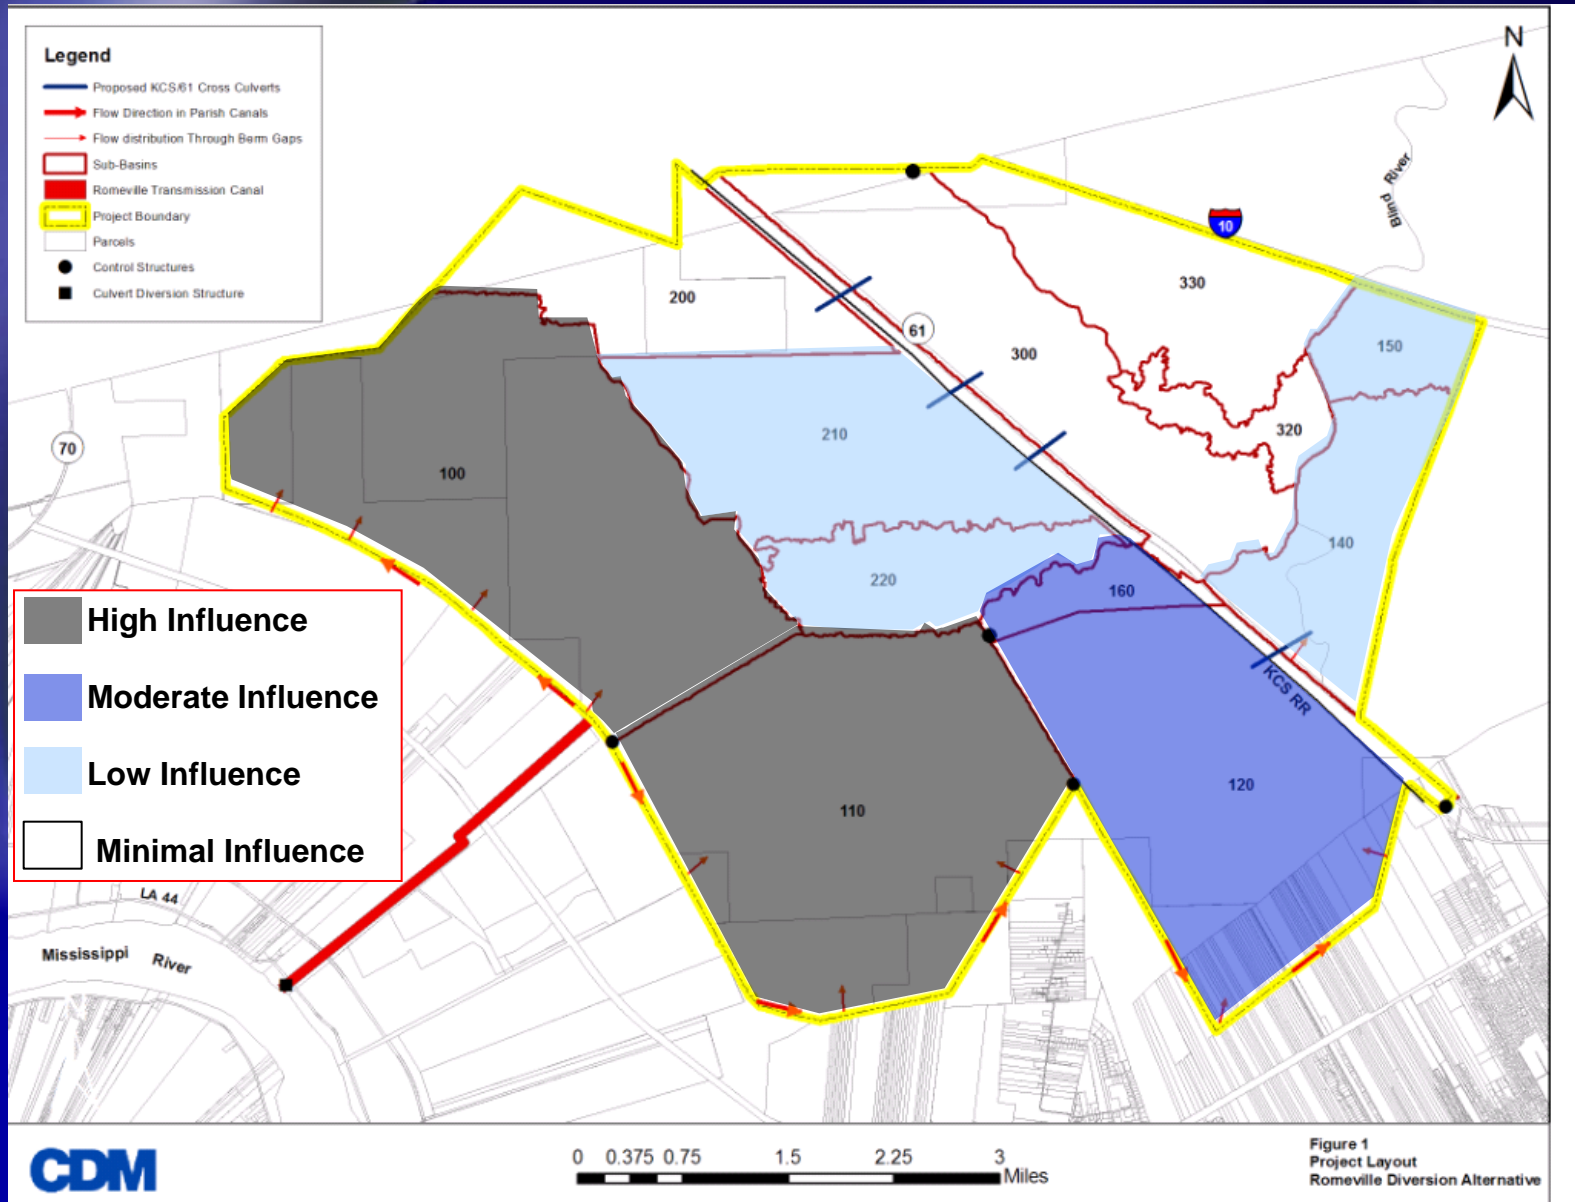 Legend
Proposed KCS/61 Cross Culverts
Flow Direction in Parish Canals
Flow distribution Through Berm Gaps
Sub-Basins
Romeville Transmission Canal
Project Boundary
Parcels
Control Structures
Culvert Diversion Structure
N
Blind River
10
330
200
61
300
150
70
320
210
100
140
220
160
High Influence
Moderate Influence
Low Influence
Minimal Influence
KCS RR
120
110
LA 44
Mississippi River
CDM
0 0.375 0.75 1.5 2.25 3
Miles
Figure 1
Project Layout
Romeville Diversion Alternative